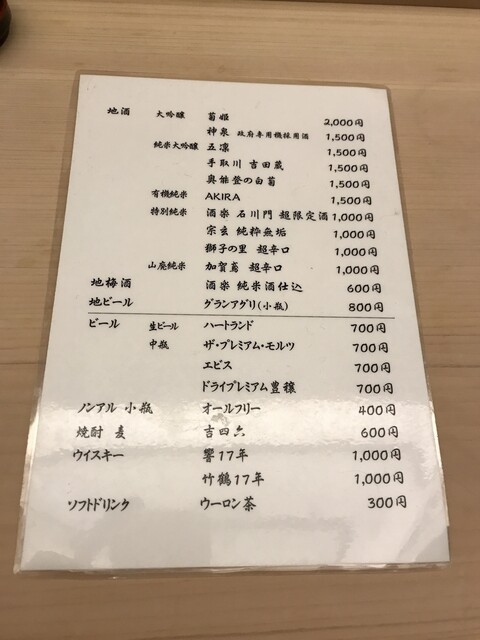 地酒 大吟醸 菊姫 2,000円
神泉 政府専用機採用酒 1,500円
純米大吟醸 五凛 1,500円
手取川 吉田蔵 1,500円
奥能登の白菊 1,500円
有機純米 AKIRA 1,500円
特別純米 酒楽 石川門 超限定酒 1,000円
宗玄 純粋無垢 1,000円
獅子の里 超辛口 1,000円
山廃純米 加賀鳶 超辛口 1,000円
地梅酒 酒楽 純米酒仕込 600円
地ビール グランアグリ(小瓶) 800円
ビール 生ビール ハートランド 700円
中瓶 ザ・プレミアム・モルツ 700円
エビス 700円
ドライプレミアム豊穣 700円
ノンアル 小瓶 オールフリー 400円
焼酎 麦 吉四六 600円
ウイスキー 響17年 1,000円
竹鶴17年 1,000円
ソフトドリンク ウーロン茶 300円